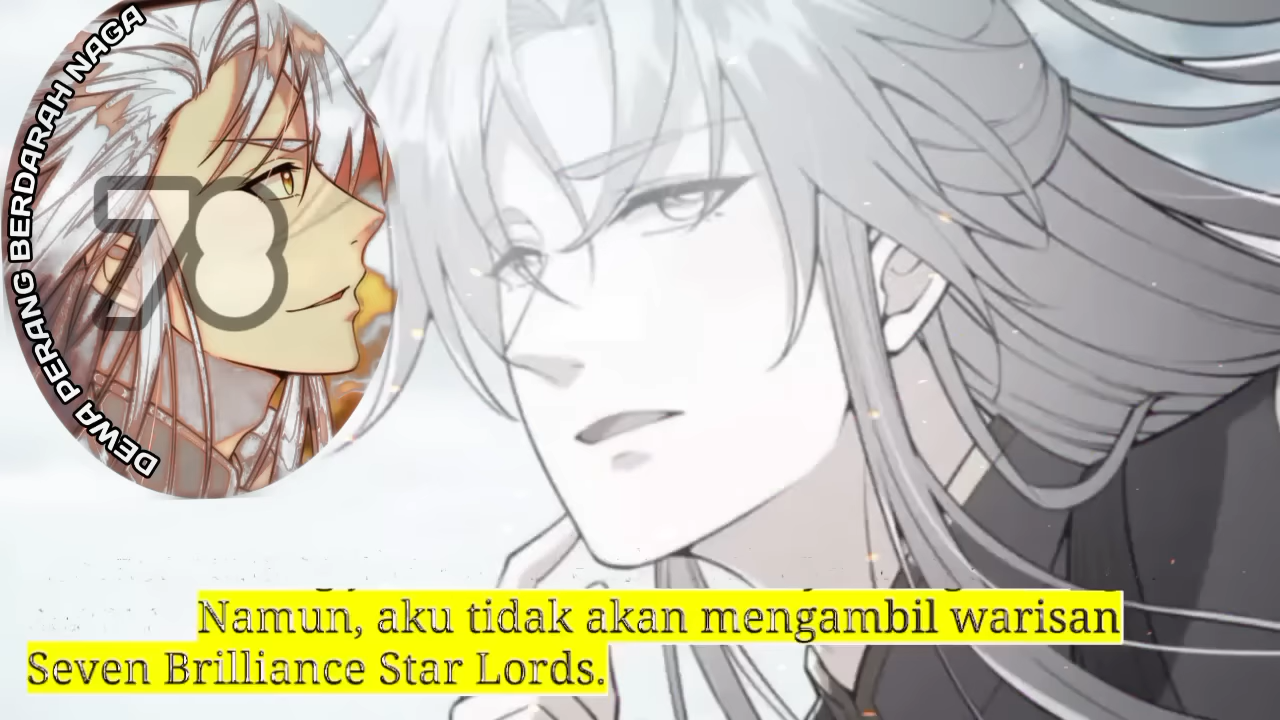 DEWA PERANG BERDARAH NAGA
78
Namun, aku tidak akan mengambil warisan
Seven Brilliance Star Lords.